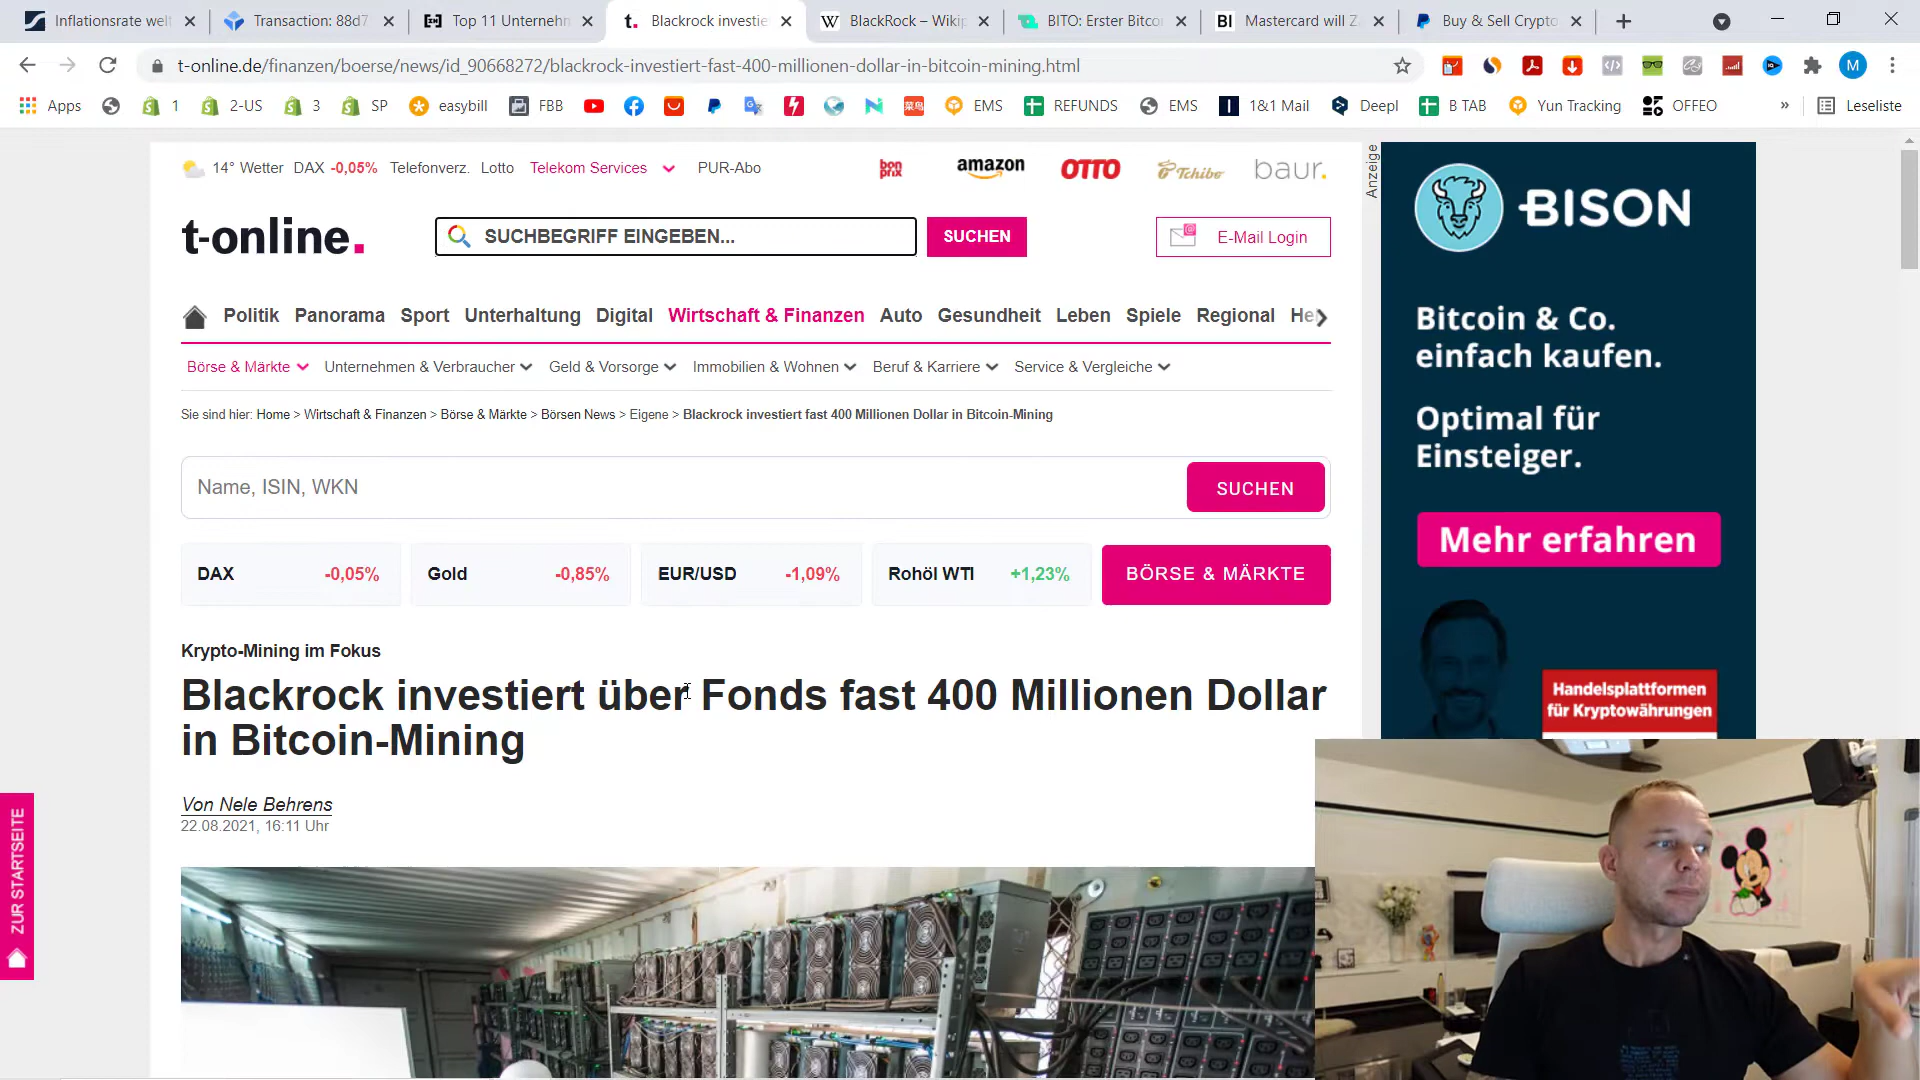 Inflationsrate welt
Transaction: 88d7
Top 11 Unternehm
Blackrock investie
BlackRock – Wikip
BITO: Erster Bitco
Mastercard will Z
Buy & Sell Crypto
t-online.de/finanzen/boerse/news/id_90668272/blackrock-investiert-fast-400-millionen-dollar-in-bitcoin-mining.html
M
Apps
1
2-US
3
SP
easybill
FBB
EMS
REFUNDS
EMS
1&1 Mail
Deepl
B TAB
Yun Tracking
OFFEO
»
Leseliste
14° Wetter
DAX -0,05%
Telefonverz.
Lotto
Telekom Services
PUR-Abo
bon prix
amazon
OTTO
Tchibo
baur.
Anzeige
t-online.
SUCHBEGRIFF EINGEBEN...
SUCHEN
E-Mail Login
Politik
Panorama
Sport
Unterhaltung
Digital
Wirtschaft & Finanzen
Auto
Gesundheit
Leben
Spiele
Regional
He
Börse & Märkte
Unternehmen & Verbraucher
Geld & Vorsorge
Immobilien & Wohnen
Beruf & Karriere
Service & Vergleiche
Sie sind hier: Home > Wirtschaft & Finanzen > Börse & Märkte > Börsen News > Eigene > Blackrock investiert fast 400 Millionen Dollar in Bitcoin-Mining
Name, ISIN, WKN
SUCHEN
DAX -0,05%
Gold -0,85%
EUR/USD -1,09%
Rohöl WTI +1,23%
BÖRSE & MÄRKTE
Krypto-Mining im Fokus
Blackrock investiert über Fonds fast 400 Millionen Dollar
in Bitcoin-Mining
Von Nele Behrens
22.08.2021, 16:11 Uhr
ZUR STARTSEITE
BISON
Bitcoin & Co.
einfach kaufen.
Optimal für
Einsteiger.
Mehr erfahren
Handelsplattformen
für Kryptowährungen